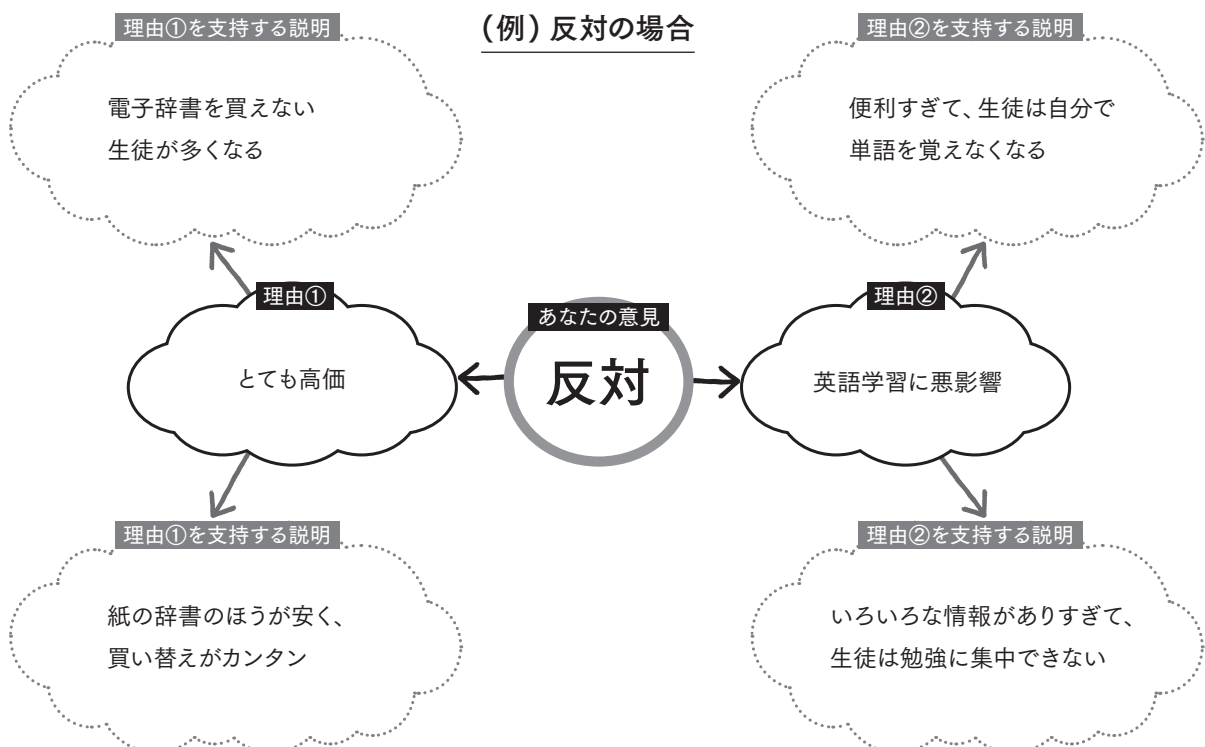 (例)反対の場合
理由①を支持する説明
電子辞書を買えない
生徒が多くなる
理由②を支持する説明
便利すぎて、生徒は自分で
単語を覚えなくなる
理由①
とても高価
あなたの意見
反対
理由②
英語学習に悪影響
理由①を支持する説明
紙の辞書のほうが安く、
買い替えがカンタン
理由②を支持する説明
いろいろな情報がありすぎて、
生徒は勉強に集中できない